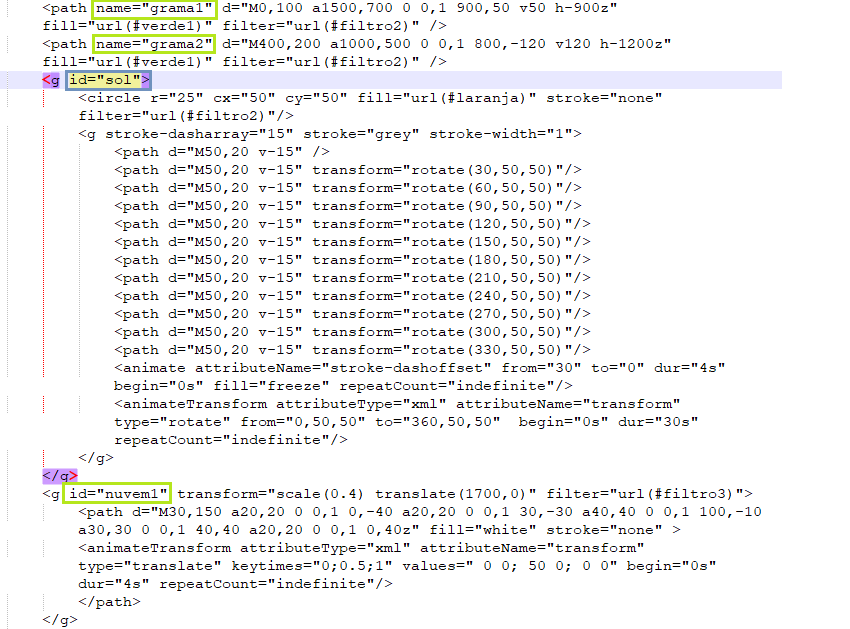 <path name="grama1" d="M0,100 a1500,700 0 0,1 900,50 v50 h-900z"
fill="url(#verde1)" filter="url(#filtro2)" />
<path name="grama2" d="M400,200 a1000,500 0 0,1 800,-120 v120 h-1200z"
fill="url(#verde1)" filter="url(#filtro2)" />
<g id="sol">
<circle r="25" cx="50" cy="50" fill="url(#laranja)" stroke="none"
filter="url(#filtro2)"/>
<g stroke-dasharray="15" stroke="grey" stroke-width="1">
<path d="M50,20 v-15" />
<path d="M50,20 v-15" transform="rotate(30,50,50)"/>
<path d="M50,20 v-15" transform="rotate(60,50,50)"/>
<path d="M50,20 v-15" transform="rotate(90,50,50)"/>
<path d="M50,20 v-15" transform="rotate(120,50,50)"/>
<path d="M50,20 v-15" transform="rotate(150,50,50)"/>
<path d="M50,20 v-15" transform="rotate(180,50,50)"/>
<path d="M50,20 v-15" transform="rotate(210,50,50)"/>
<path d="M50,20 v-15" transform="rotate(240,50,50)"/>
<path d="M50,20 v-15" transform="rotate(270,50,50)"/>
<path d="M50,20 v-15" transform="rotate(300,50,50)"/>
<path d="M50,20 v-15" transform="rotate(330,50,50)"/>
<animate attributeName="stroke-dashoffset" from="30" to="0" dur="4s"
begin="0s" fill="freeze" repeatCount="indefinite"/>
<animateTransform attributeType="xml" attributeName="transform"
type="rotate" from="0,50,50" to="360,50,50"  begin="0s" dur="30s"
repeatCount="indefinite"/>
</g>
</g>
<g id="nuvem1" transform="scale(0.4) translate(1700,0)" filter="url(#filtro3)">
<path d="M30,150 a20,20 0 0,1 0,-40 a20,20 0 0,1 30,-30 a40,40 0 0,1 100,-10
a30,30 0 0,1 40,40 a20,20 0 0,1 0,40z" fill="white" stroke="none" >
<animateTransform attributeType="xml" attributeName="transform"
type="translate" keytimes="0;0.5;1" values=" 0 0; 50 0; 0 0" begin="0s"
dur="4s" repeatCount="indefinite"/>
</path>
</g>